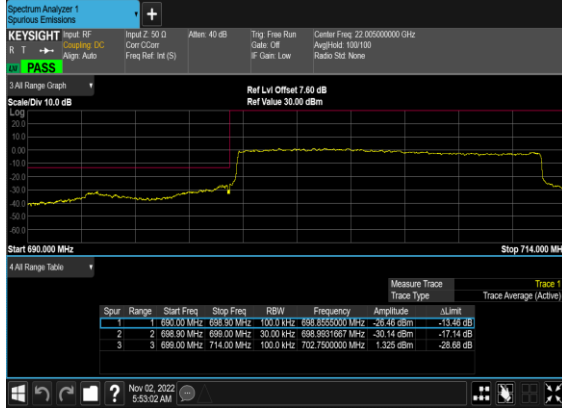 Spectrum Analyzer 1
Spurious Emissions
+
KEYSIGHT Input: RF Input Z: 50 Ω Atten: 40 dB Trig: Free Run Center Freq: 22.005000000 GHz
R T Coupling: DC Corr CCorr Gate: Off Avg|Hold: 100/100
Align: Auto Freq Ref: Int (S) IF Gain: Low Radio Std: None
PASS
3 All Range Graph
Ref Lvl Offset 7.60 dB
Scale/Div 10.0 dB Ref Value 30.00 dBm
Log
20.0
10.0
0.00
-10.0
-20.0
-30.0
-40.0
-50.0
-60.0
Start 690.000 MHz Stop 714.000 MH
4 All Range Table
Measure Trace Trace 1
Trace Type Trace Average (Active)
Spur Range Start Freq Stop Freq RBW Frequency Amplitude ΔLimit
1 1 690.00 MHz 698.90 MHz 100.0 kHz 698.8555000 MHz -26.46 dBm -13.46 dB
2 2 698.90 MHz 699.00 MHz 30.00 kHz 698.9931667 MHz -30.14 dBm -17.14 dB
3 3 699.00 MHz 714.00 MHz 100.0 kHz 702.7500000 MHz 1.325 dBm -28.68 dB
? Nov 02, 2022
5:53:02 AM